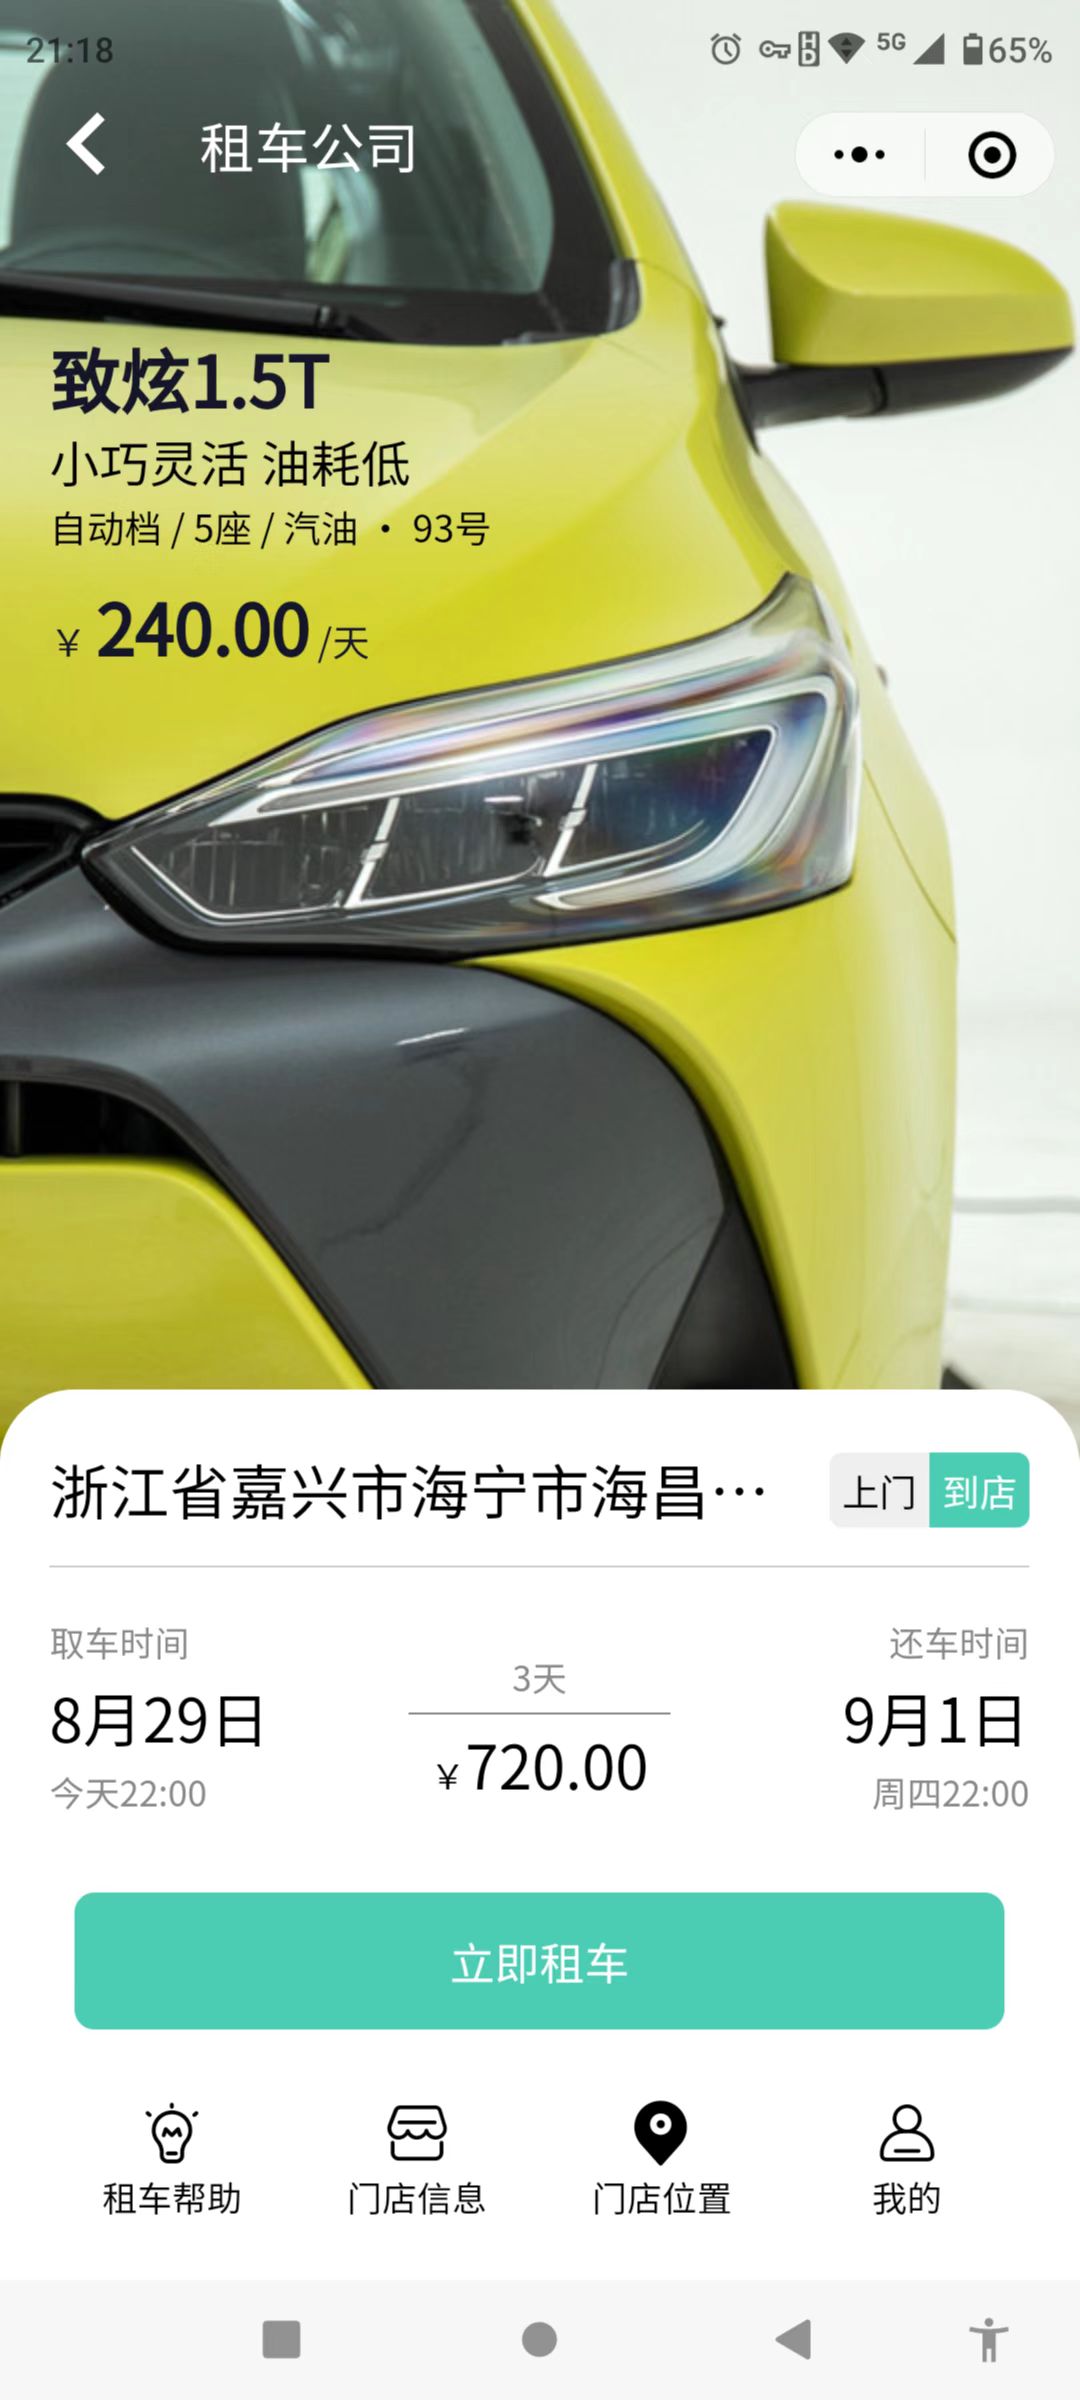 21:18
5G
65%
租车公司
致炫1.5T
小巧灵活 油耗低
自动档 / 5座 / 汽油 · 93号
¥ 240.00 /天
浙江省嘉兴市海宁市海昌…
上门 到店
取车时间
8月29日
今天22:00
3天
¥720.00
还车时间
9月1日
周四22:00
立即租车
租车帮助
门店信息
门店位置
我的